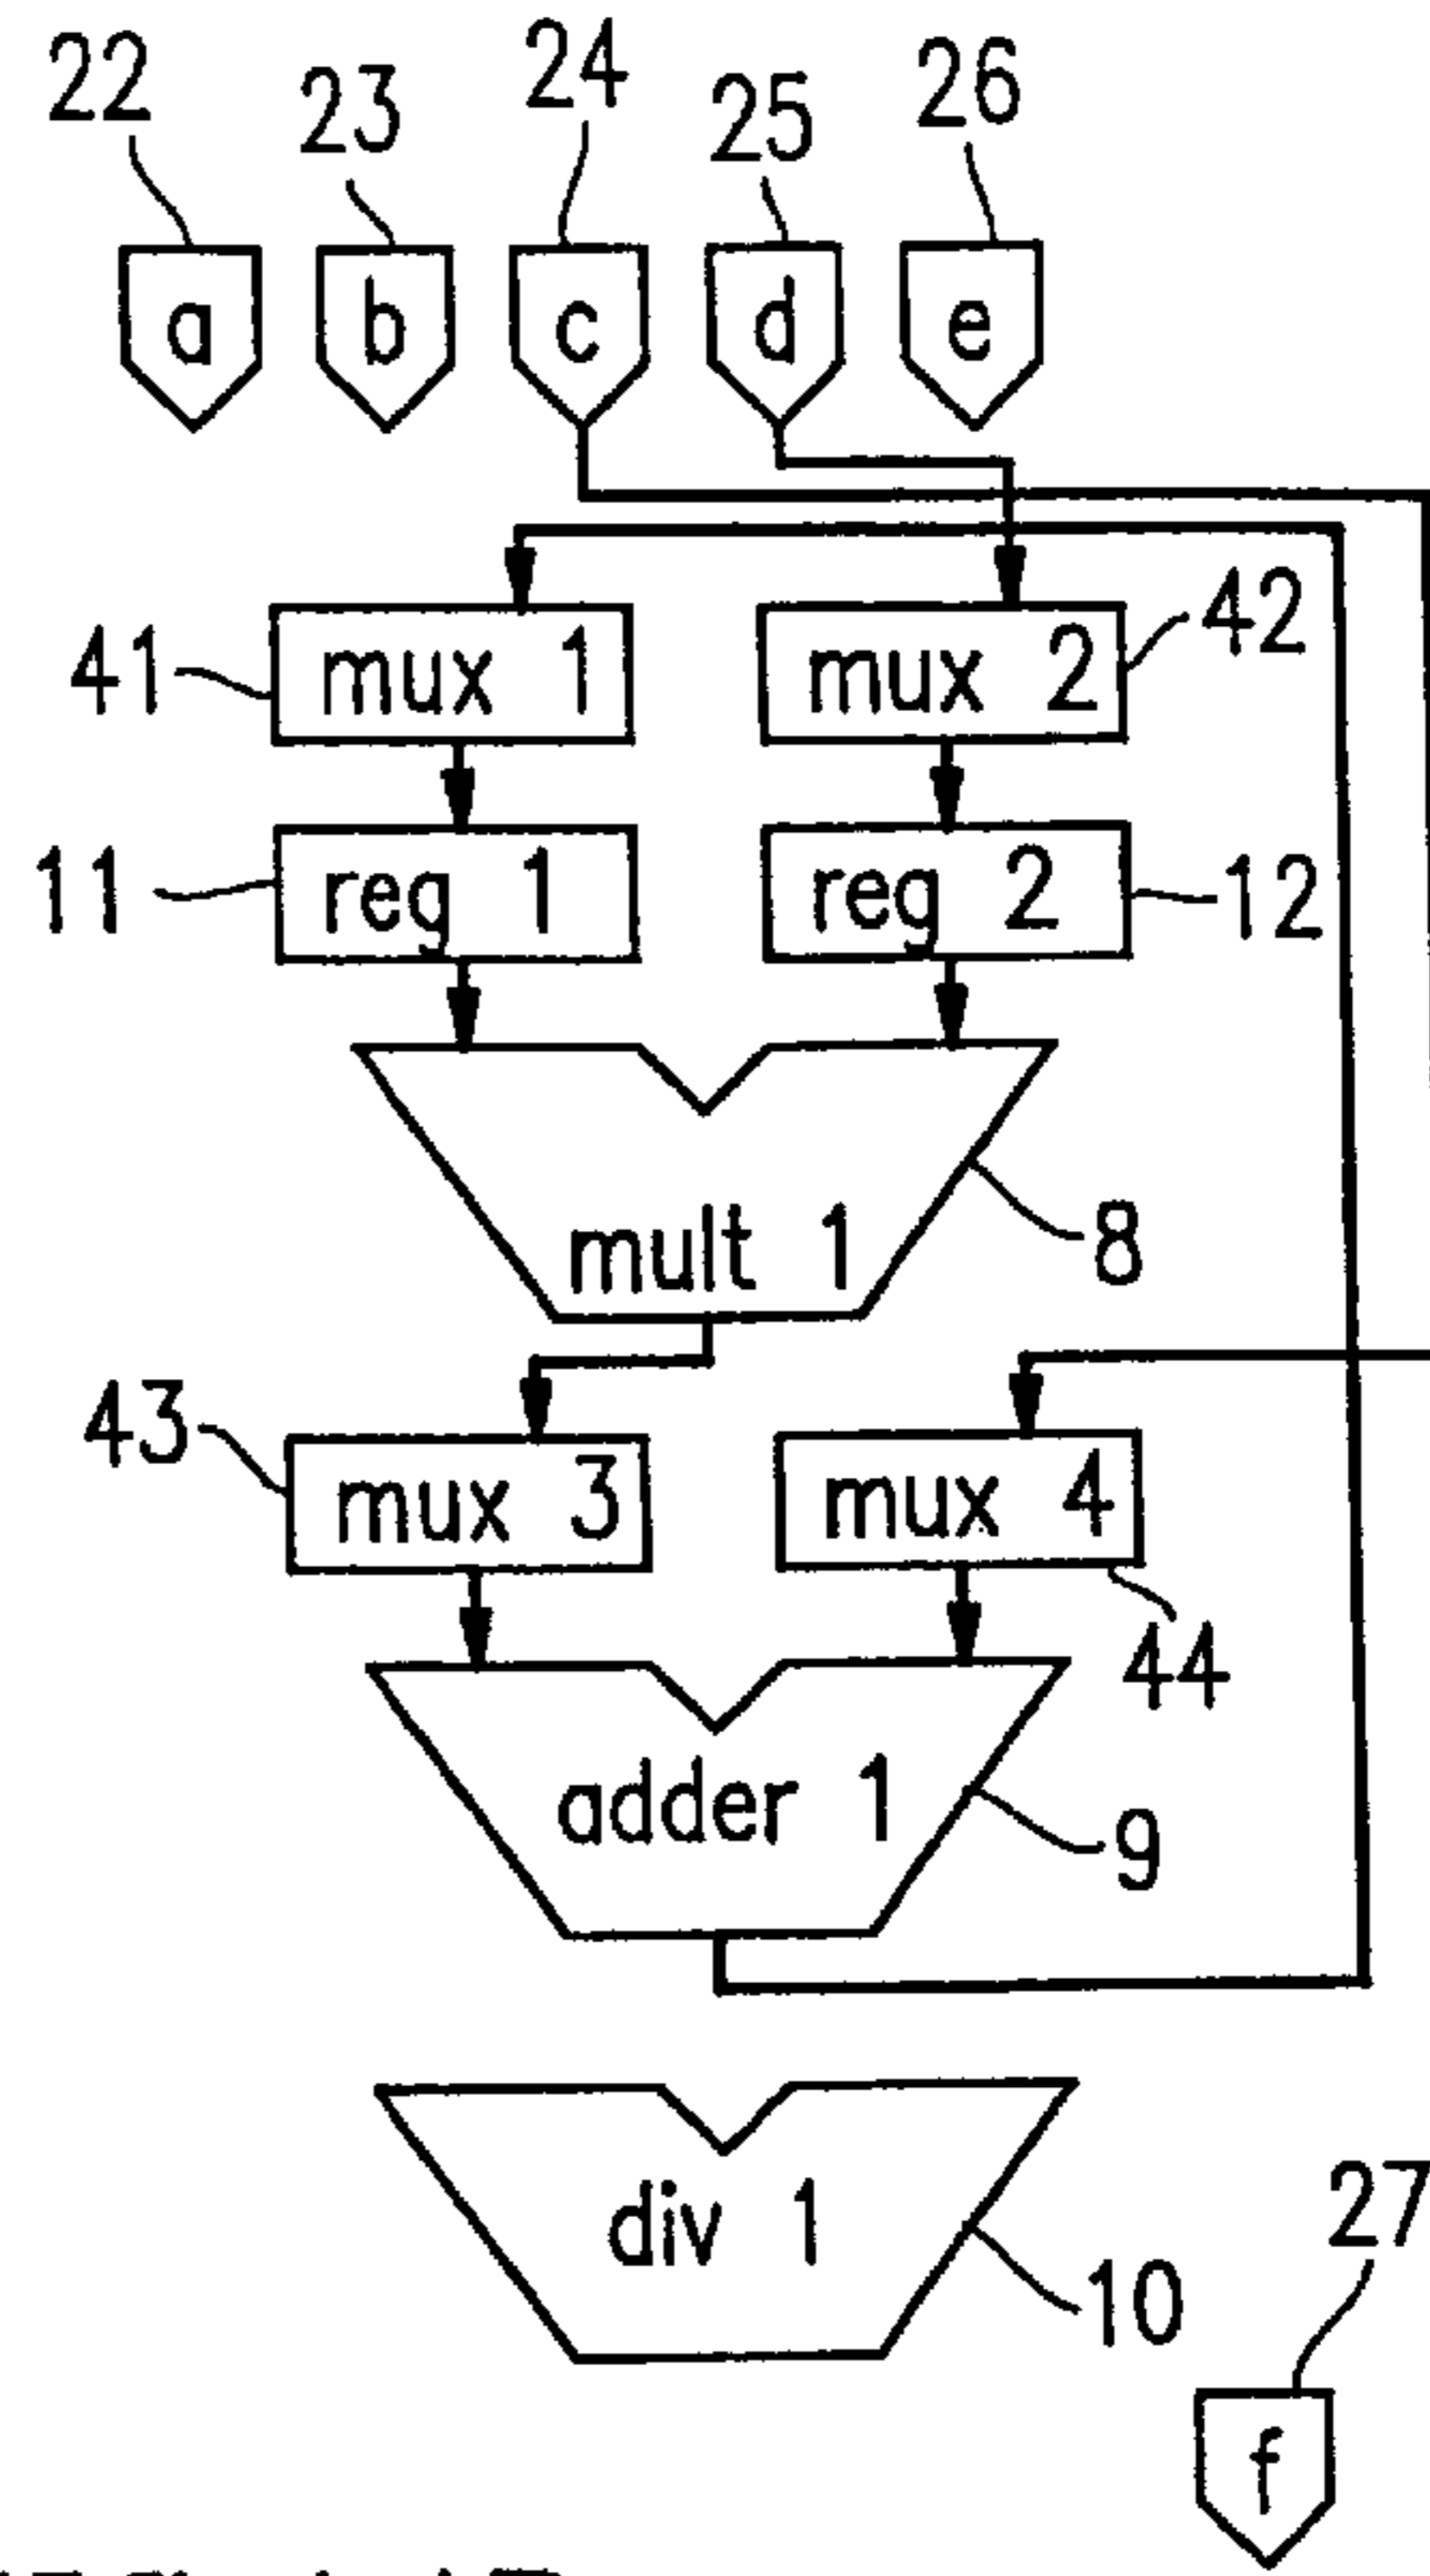 22 23 24 25 26
a b c d e
41 mux 1 mux 2 42
11 reg 1 reg 2 12
mult 1 8
43 mux 3 mux 4
44
adder 1 9
div 1 27
10
f